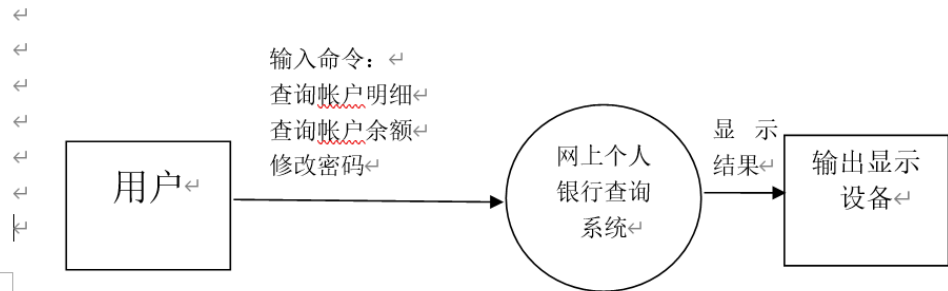 输入命令：
查询帐户明细
查询帐户余额
修改密码
用户
网上个人
银行查询
系统
显 示
结果
输出显示
设备